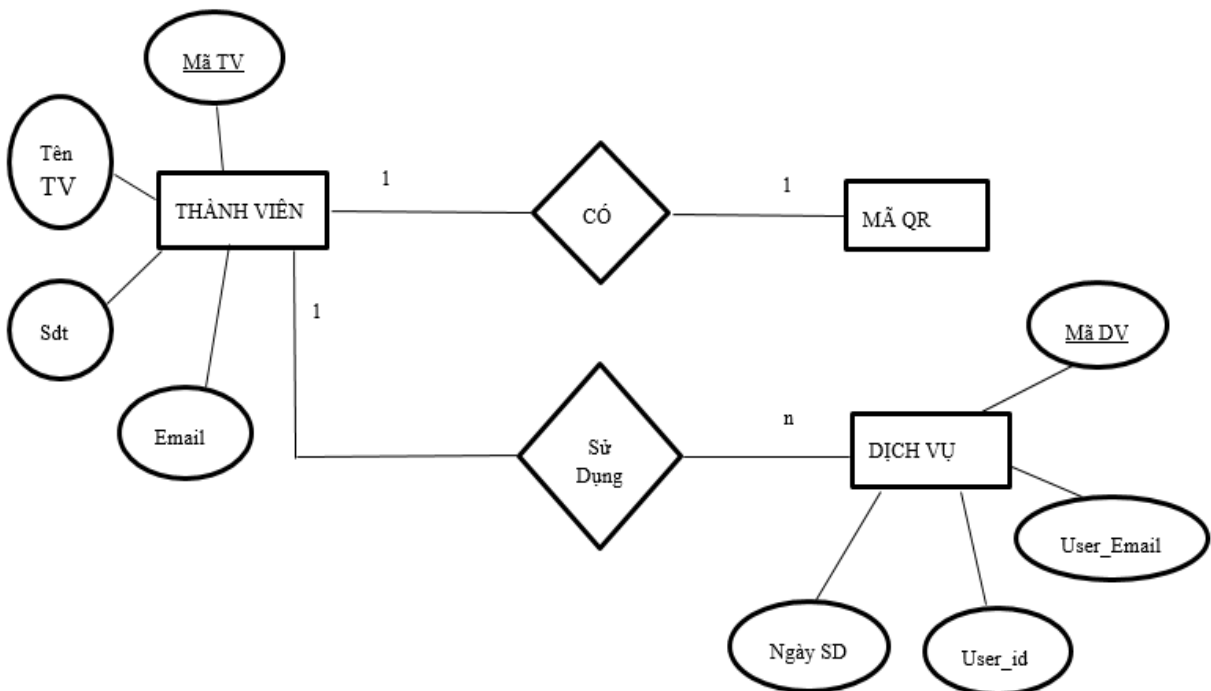 Mã TV
Tên
TV
THÀNH VIÊN
1
CÓ
1
MÃ QR
Sdt
1
Mã DV
Email
Sử
Dụng
n
DỊCH VỤ
User_Email
Ngày SD
User_id